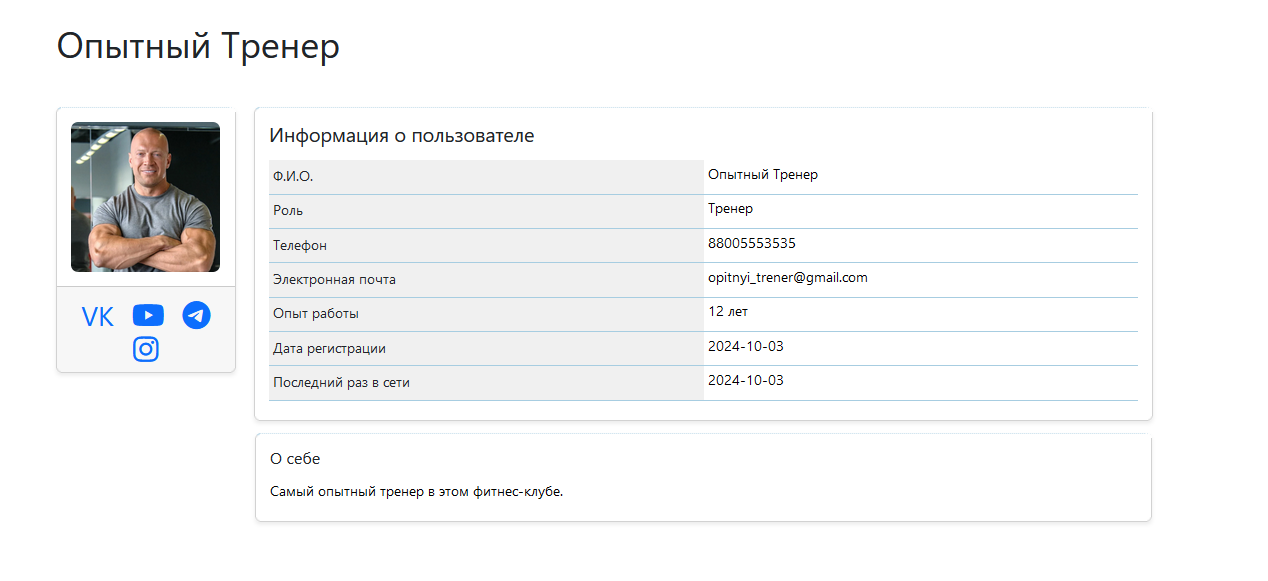 Опытный Тренер
Информация о пользователе
Ф.И.О. Опытный Тренер
Роль Тренер
Телефон 88005553535
Электронная почта opitnyi_trener@gmail.com
Опыт работы 12 лет
Дата регистрации 2024-10-03
Последний раз в сети 2024-10-03
VK
О себе
Самый опытный тренер в этом фитнес-клубе.